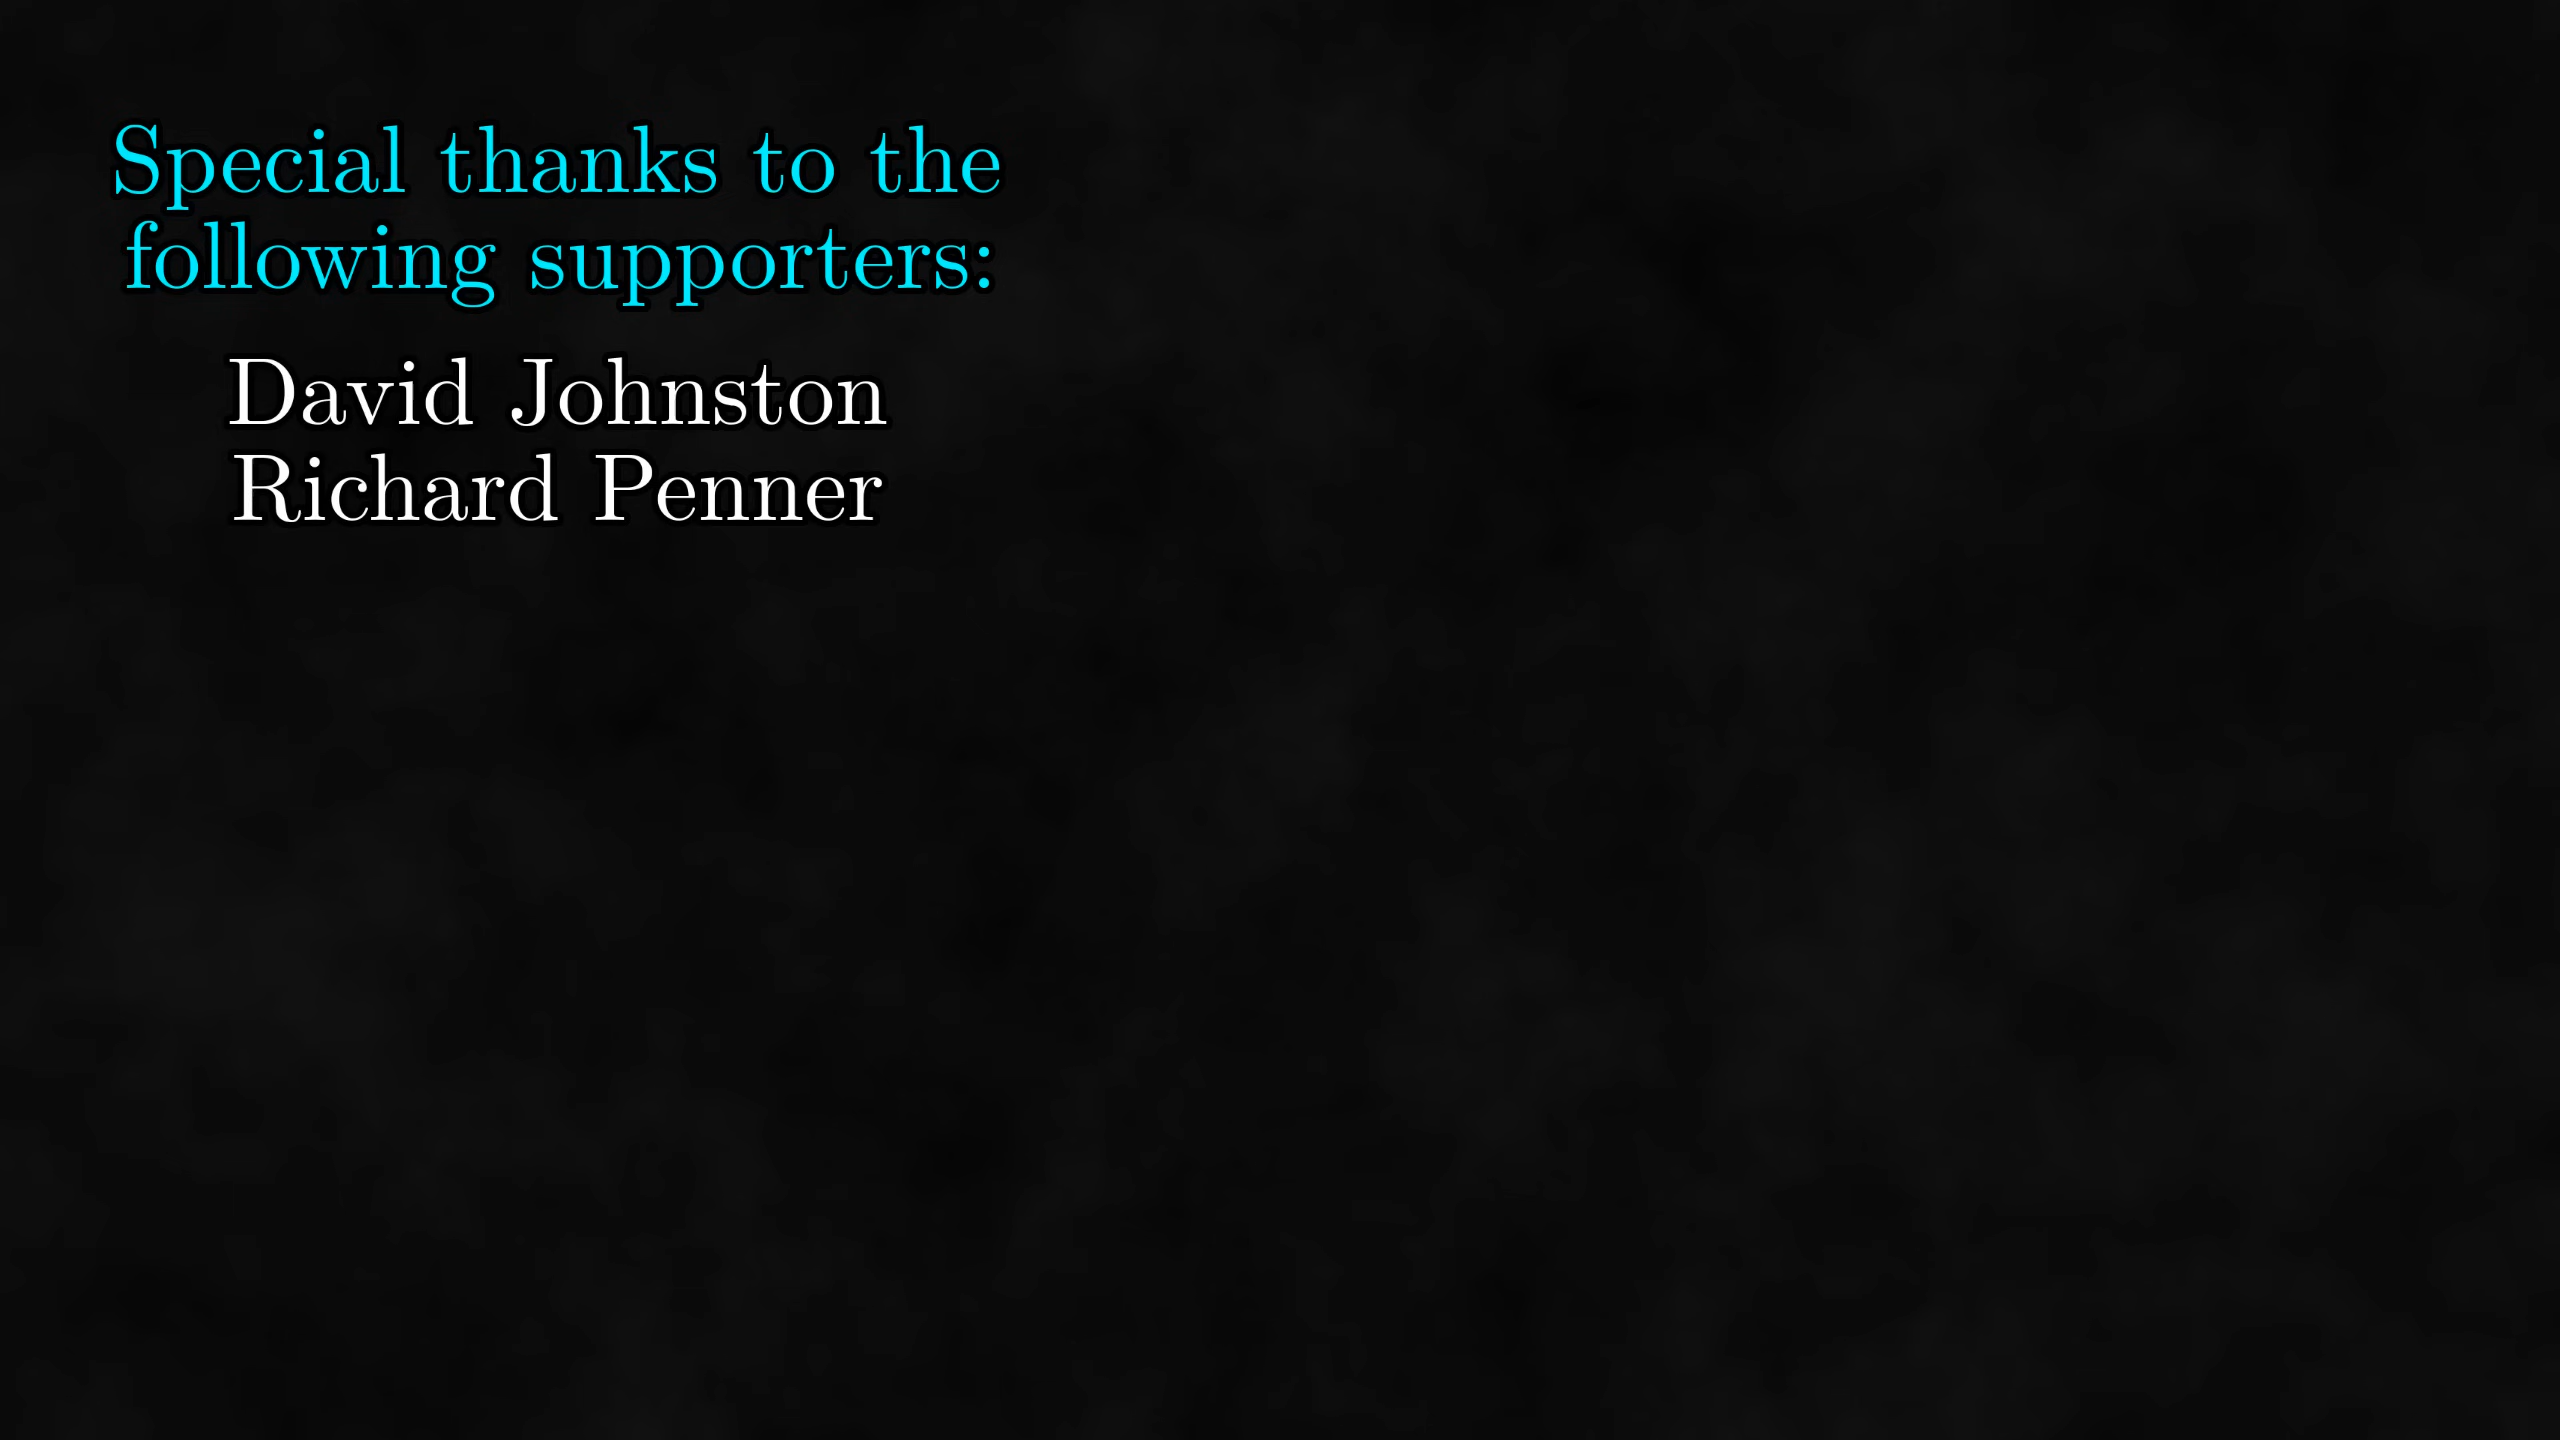 Special thanks to the
following supporters:
David Johnston
Richard Penner